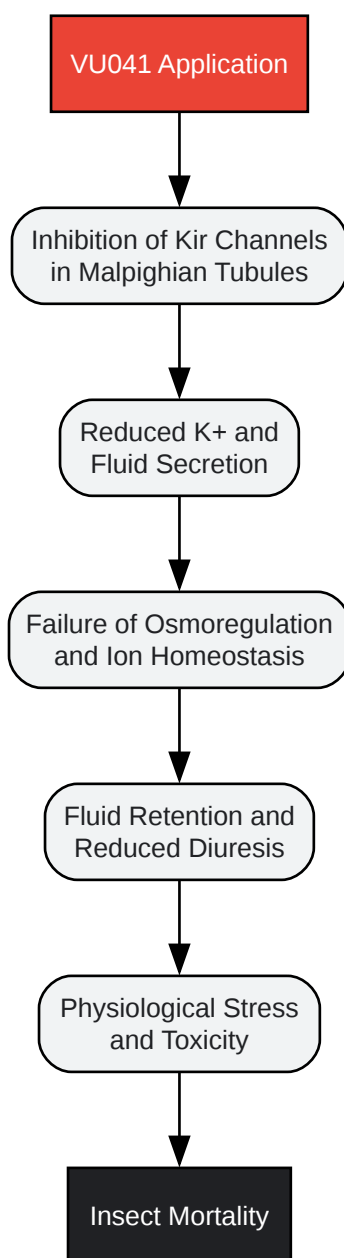 VU041 Application
Inhibition of Kir Channels
in Malpighian Tubules
Reduced K+ and
Fluid Secretion
Failure of Osmoregulation
and Ion Homeostasis
Fluid Retention and
Reduced Diuresis
Physiological Stress
and Toxicity
Insect Mortality